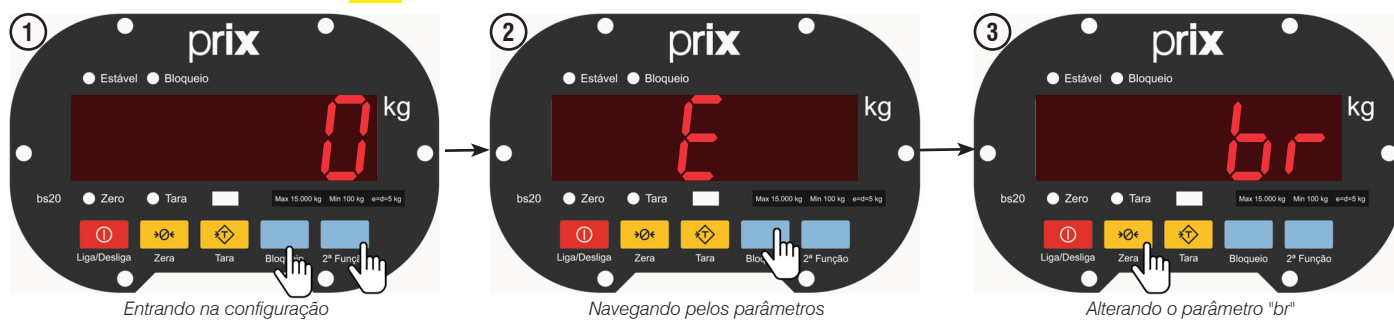 1
prix
Estável Bloqueio
0 kg
bs20 Zero Tara Max 15.000 kg Min 100 kg e=d=5 kg
Liga/Desliga Zera Tara Bloqueio 2ª Função
Entrando na configuração
2
prix
Estável Bloqueio
E kg
bs20 Zero Tara Max 15.000 kg Min 100 kg e=d=5 kg
Liga/Desliga Zera Tara Bloqueio 2ª Função
Navegando pelos parâmetros
3
prix
Estável Bloqueio
br kg
bs20 Zero Tara Max 15.000 kg Min 100 kg e=d=5 kg
Liga/Desliga Zera Tara Bloqueio 2ª Função
Alterando o parâmetro "br"